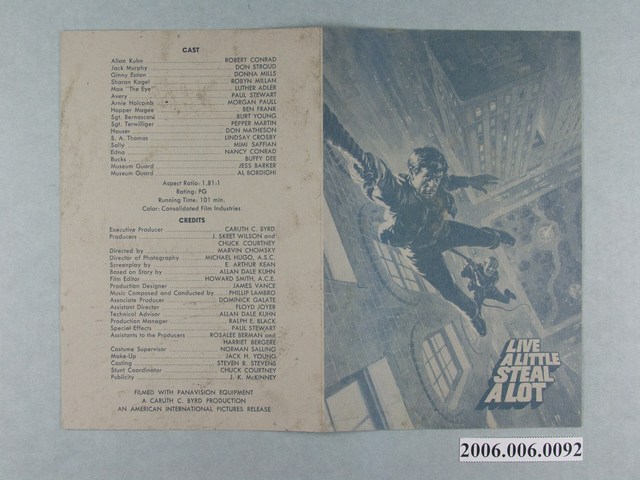 CAST
Allan Kuhn ROBERT CONRAD
Jack Murphy DON STROUD
Ginny Eaton DONNA MILLS
Sharon Kagel ROBYN MILLAN
Max "The Eye" LUTHER ADLER
Avery PAUL STEWART
Arnie Holcomb MORGAN PAULL
Hopper Magee BEN FRANK
Sgt. Bernasconi BURT YOUNG
Sgt. Terwilliger PEPPER MARTIN
Hauser DON MATHESON
S. A. Thomas LINDSAY CROSBY
Sally MIMI SAFFIAN
Edna NANCY CONRAD
Bucks BUFFY DEE
Museum Guard JESS BARKER
Museum Guard AL BORDIGHI
Aspect Ratio: 1.81:1
Rating: PG
Running Time: 101 min.
Color: Consolidated Film Industries
CREDITS
Executive Producer CARUTH C. BYRD
Producers J. SKEET WILSON and
CHUCK COURTNEY
Directed by MARVIN CHOMSKY
Director of Photography MICHAEL HUGO, A.S.C.
Screenplay by E. ARTHUR KEAN
Based on Story by ALLAN DALE KUHN
Film Editor HOWARD SMITH, A.C.E.
Production Designer JAMES VANCE
Music Composed and Conducted by PHILLIP LAMBRO
Associate Producer DOMINICK GALATE
Assistant Director FLOYD JOYER
Technical Advisor ALLAN DALE KUHN
Production Manager RALPH E. BLACK
Special Effects PAUL STEWART
Assistants to the Producers ROSALEE BERMAN and
HARRIET BERGERE
Costume Supervisor NORMAN SALLING
Make-Up JACK H. YOUNG
Casting STEVEN R. STEVENS
Stunt Coordinator CHUCK COURTNEY
Publicity J. K. McKINNEY
FILMED WITH PANAVISION EQUIPMENT
A CARUTH C. BYRD PRODUCTION
AN AMERICAN INTERNATIONAL PICTURES RELEASE
LIVE
A LITTLE
STEAL
A LOT
2006.006.0092